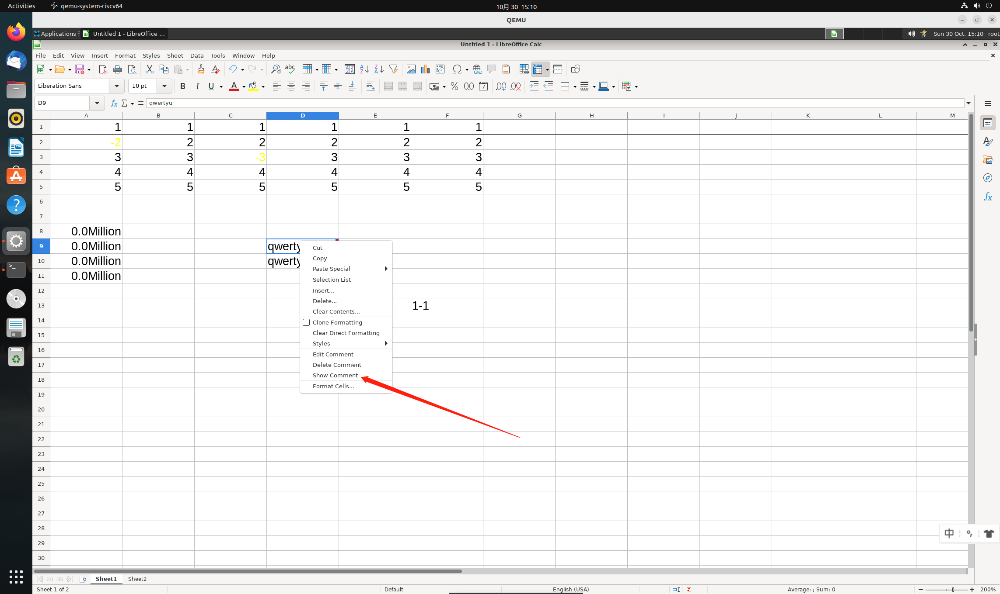 Activities qemu-system-riscv64 10月 30 15:10
QEMU
Applications Untitled 1 - LibreOffice ... Sun 30 Oct, 15:10 root
Untitled 1 - LibreOffice Calc
File Edit View Insert Format Styles Sheet Data Tools Window Help
Liberation Sans 10 pt
D9 qwertyu
A B C D E F G H I J K L M
1 1 1 1 1 1 1
2 -2 2 2 2 2 2
3 3 3 -3 3 3 3
4 4 4 4 4 4 4
5 5 5 5 5 5 5
6
7
8 0.0Million
9 0.0Million qwerty
10 0.0Million qwerty
11 0.0Million
12
13 1-1
14
15
16
17
18
19
20
21
22
23
24
25
26
27
28
29
30
Cut
Copy
Paste Special
Selection List
Insert...
Delete...
Clear Contents...
Clone Formatting
Clear Direct Formatting
Styles
Edit Comment
Delete Comment
Show Comment
Format Cells...
中
Sheet1 Sheet2
Sheet 1 of 2 Default English (USA) Average: ; Sum: 0 200%